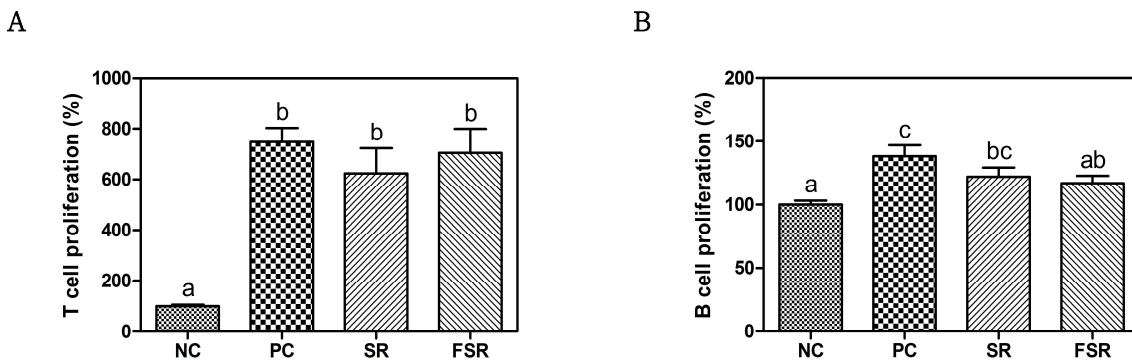 A
B
T cell proliferation (%)
1000
800
600
400
200
0
a
b
b
b
NC
PC
SR
FSR
B cell proliferation (%)
200
150
100
50
0
a
c
bc
ab
NC
PC
SR
FSR